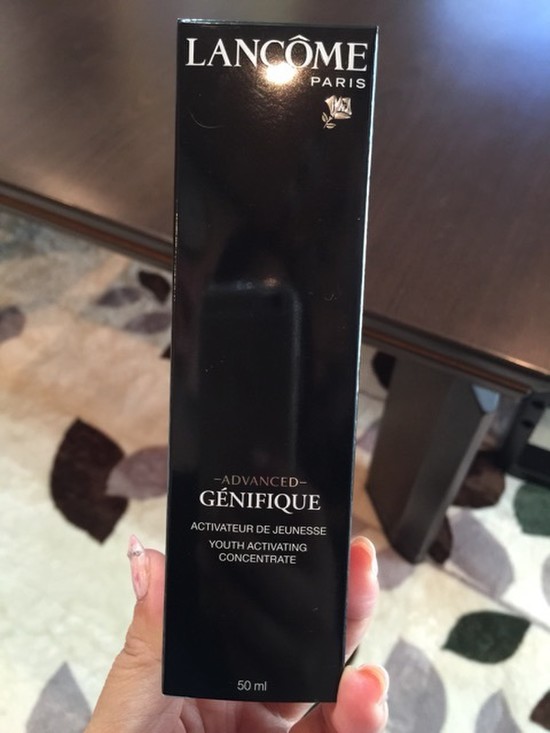 LANCÔME
PARIS
-ADVANCED-
GÉNIFIQUE
ACTIVATEUR DE JEUNESSE
YOUTH ACTIVATING
CONCENTRATE
50 ml